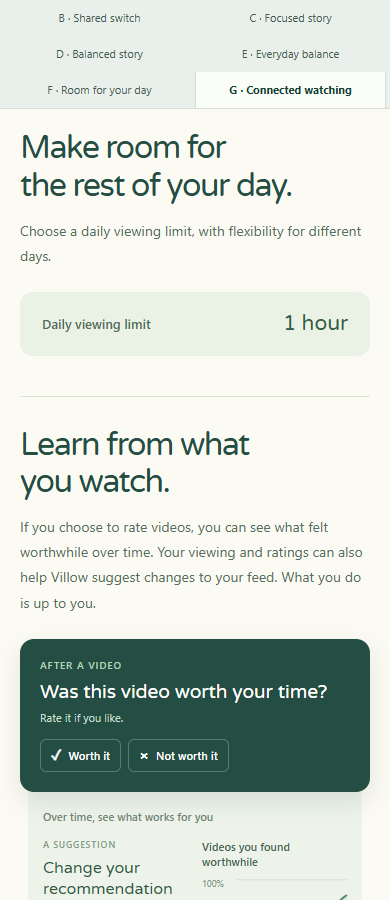 B · Shared switch
C · Focused story
D · Balanced story
E · Everyday balance
F · Room for your day
G · Connected watching
Make room for
the rest of your day.
Choose a daily viewing limit, with flexibility for different
days.
Daily viewing limit
1 hour
Learn from what
you watch.
If you choose to rate videos, you can see what felt
worthwhile over time. Your viewing and ratings can also
help Villow suggest changes to your feed. What you do
is up to you.
AFTER A VIDEO
Was this video worth your time?
Rate it if you like.
✓ Worth it
× Not worth it
Over time, see what works for you
A SUGGESTION
Change your
recommendation
Videos you found
worthwhile
100%